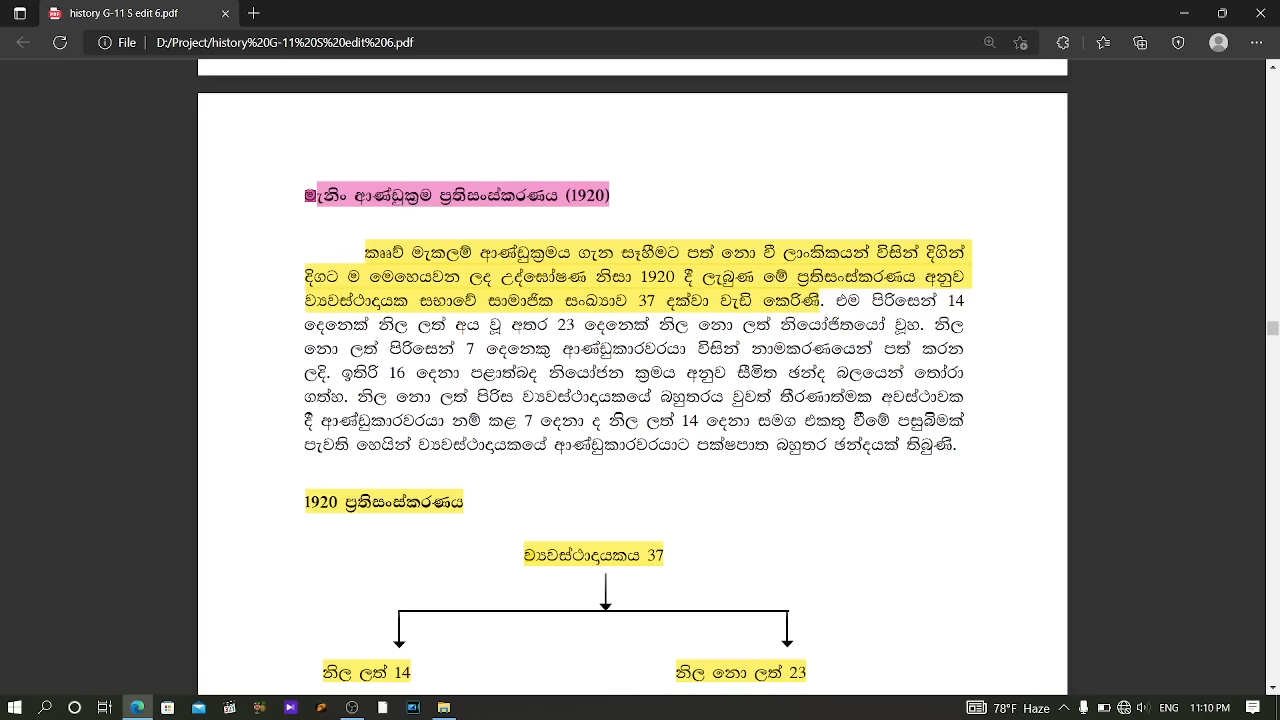 history G-11 S edit 6.pdf
File
D:/Project/history%20G-11%20S%20edit%206.pdf
මැනිං ආණ්ඩුක්‍රම ප්‍රතිසංස්කරණය (1920)
කෲව් මැකලම් ආණ්ඩුක්‍රමය ගැන සෑහීමට පත් නො වී ලාංකිකයන් විසින් දිගින්
දිගට ම මෙහෙයවන ලද උද්ඝෝෂණ නිසා 1920 දී ලැබුණ මේ ප්‍රතිසංස්කරණය අනුව
ව්‍යවස්ථාදායක සභාවේ සාමාජික සංඛ්‍යාව 37 දක්වා වැඩි කෙරිණි. එම පිරිසෙන් 14
දෙනෙක් නිල ලත් අය වූ අතර 23 දෙනෙක් නිල නො ලත් නියෝජිතයෝ වූහ. නිල
නො ලත් පිරිසෙන් 7 දෙනෙකු ආණ්ඩුකාරවරයා විසින් නාමකරණයෙන් පත් කරන
ලදි. ඉතිරි 16 දෙනා පළාත්බද නියෝජන ක්‍රමය අනුව සීමිත ඡන්ද බලයෙන් තෝරා
ගත්හ. නිල නො ලත් පිරිස ව්‍යවස්ථාදායකයේ බහුතරය වුවත් තීරණාත්මක අවස්ථාවක
දී ආණ්ඩුකාරවරයා නම් කළ 7 දෙනා ද නිල ලත් 14 දෙනා සමග එකතු වීමේ පසුබිමක්
පැවති හෙයින් ව්‍යවස්ථාදායකයේ ආණ්ඩුකාරවරයාට පක්ෂපාත බහුතර ඡන්දයක් තිබුණි.
1920 ප්‍රතිසංස්කරණය
ව්‍යවස්ථාදායකය 37
නිල ලත් 14
නිල නො ලත් 23
78°F Haze
ENG
11:10 PM